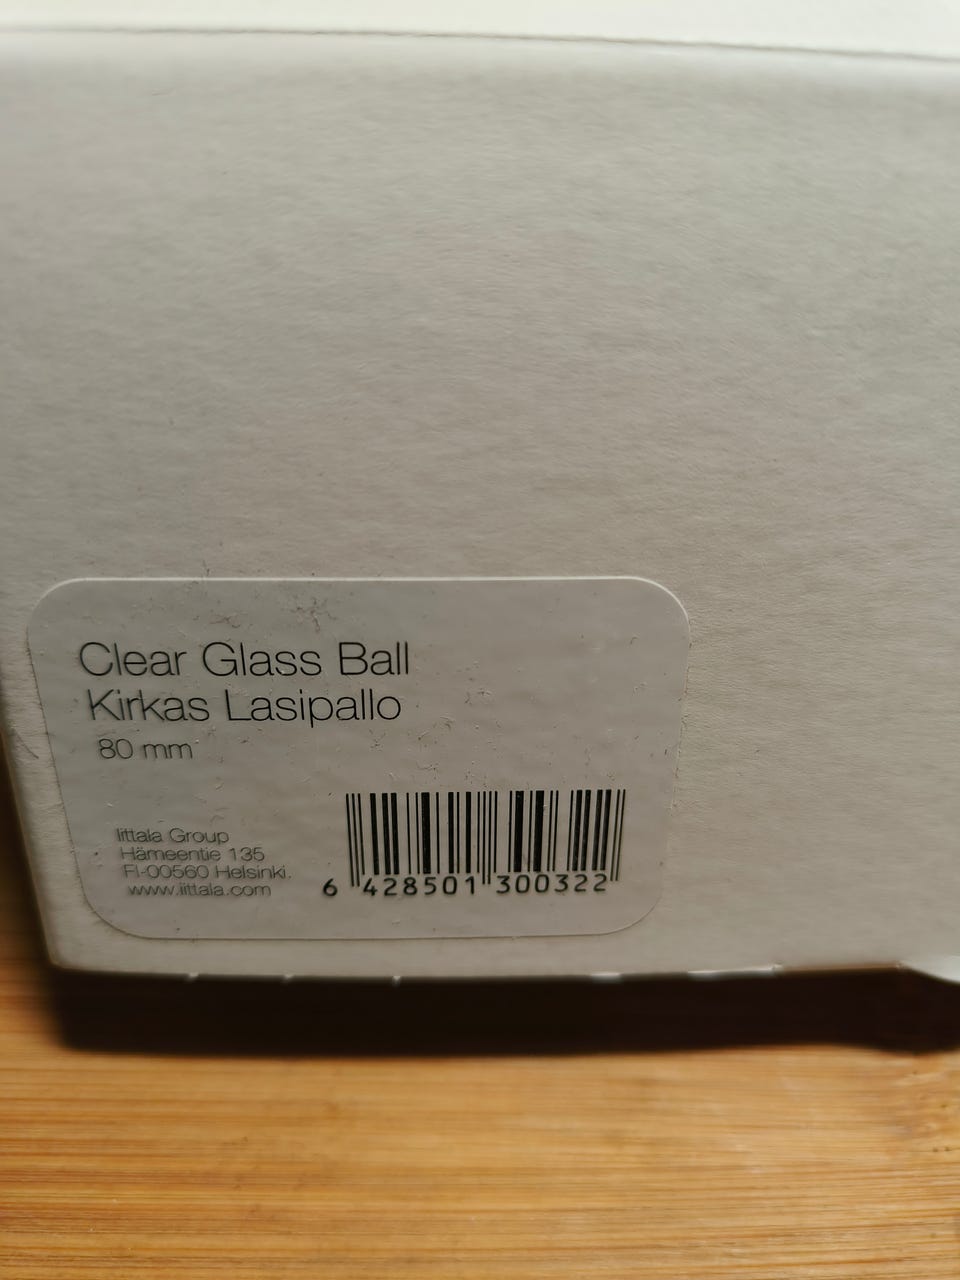 Clear Glass Ball
Kirkas Lasipallo
80 mm
Iittala Group
Hämeentie 135
FI-00560 Helsinki.
www.iittala.com
6 428501 300322